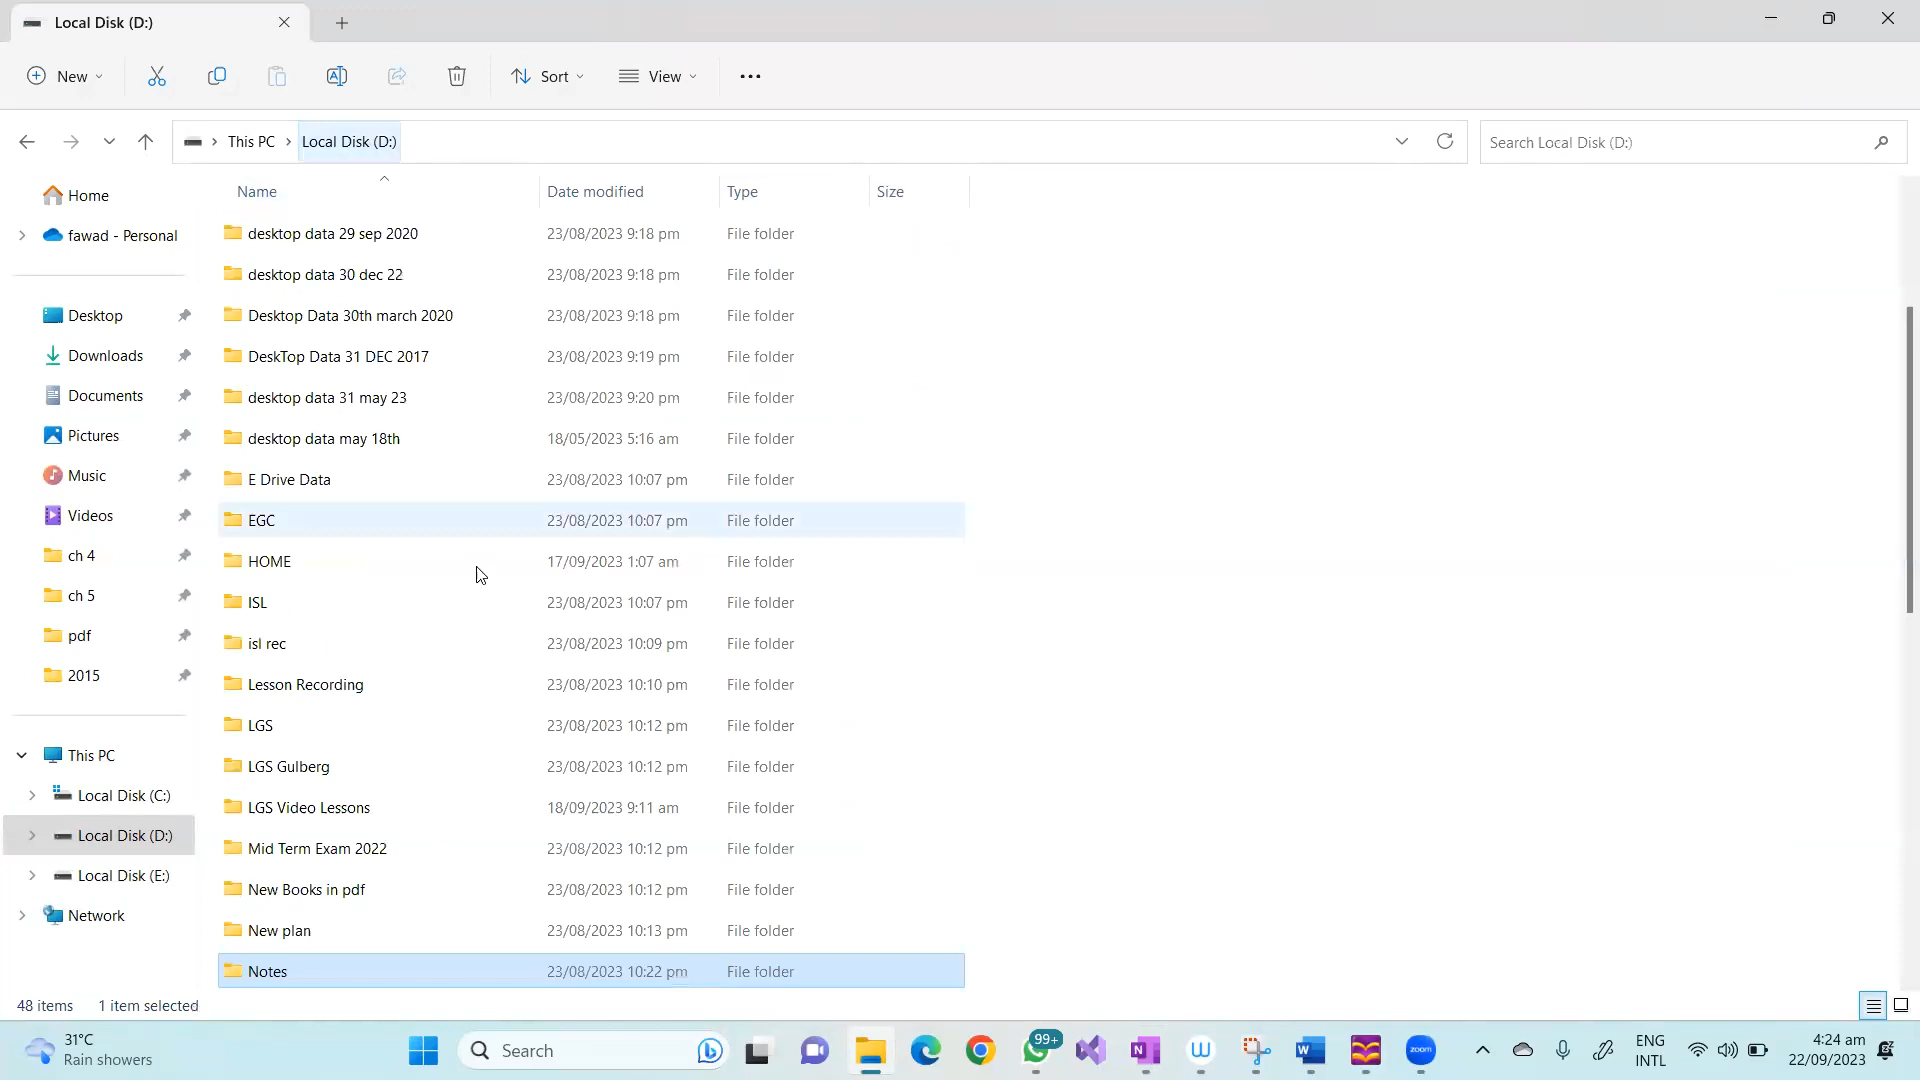 Local Disk (D:)
New
Sort
View
This PC
Local Disk (D:)
Search Local Disk (D:)
Name
Date modified
Type
Size
Home
fawad - Personal
Desktop
Downloads
Documents
Pictures
Music
Videos
ch 4
ch 5
pdf
2015
This PC
Local Disk (C:)
Local Disk (D:)
Local Disk (E:)
Network
desktop data 29 sep 2020 23/08/2023 9:18 pm File folder
desktop data 30 dec 22 23/08/2023 9:18 pm File folder
Desktop Data 30th march 2020 23/08/2023 9:18 pm File folder
DeskTop Data 31 DEC 2017 23/08/2023 9:19 pm File folder
desktop data 31 may 23 23/08/2023 9:20 pm File folder
desktop data may 18th 18/05/2023 5:16 am File folder
E Drive Data 23/08/2023 10:07 pm File folder
EGC 23/08/2023 10:07 pm File folder
HOME 17/09/2023 1:07 am File folder
ISL 23/08/2023 10:07 pm File folder
isl rec 23/08/2023 10:09 pm File folder
Lesson Recording 23/08/2023 10:10 pm File folder
LGS 23/08/2023 10:12 pm File folder
LGS Gulberg 23/08/2023 10:12 pm File folder
LGS Video Lessons 18/09/2023 9:11 am File folder
Mid Term Exam 2022 23/08/2023 10:12 pm File folder
New Books in pdf 23/08/2023 10:12 pm File folder
New plan 23/08/2023 10:13 pm File folder
Notes 23/08/2023 10:22 pm File folder
48 items 1 item selected
31°C
Rain showers
Search
99+
zoom
ENG
INTL
4:24 am
22/09/2023